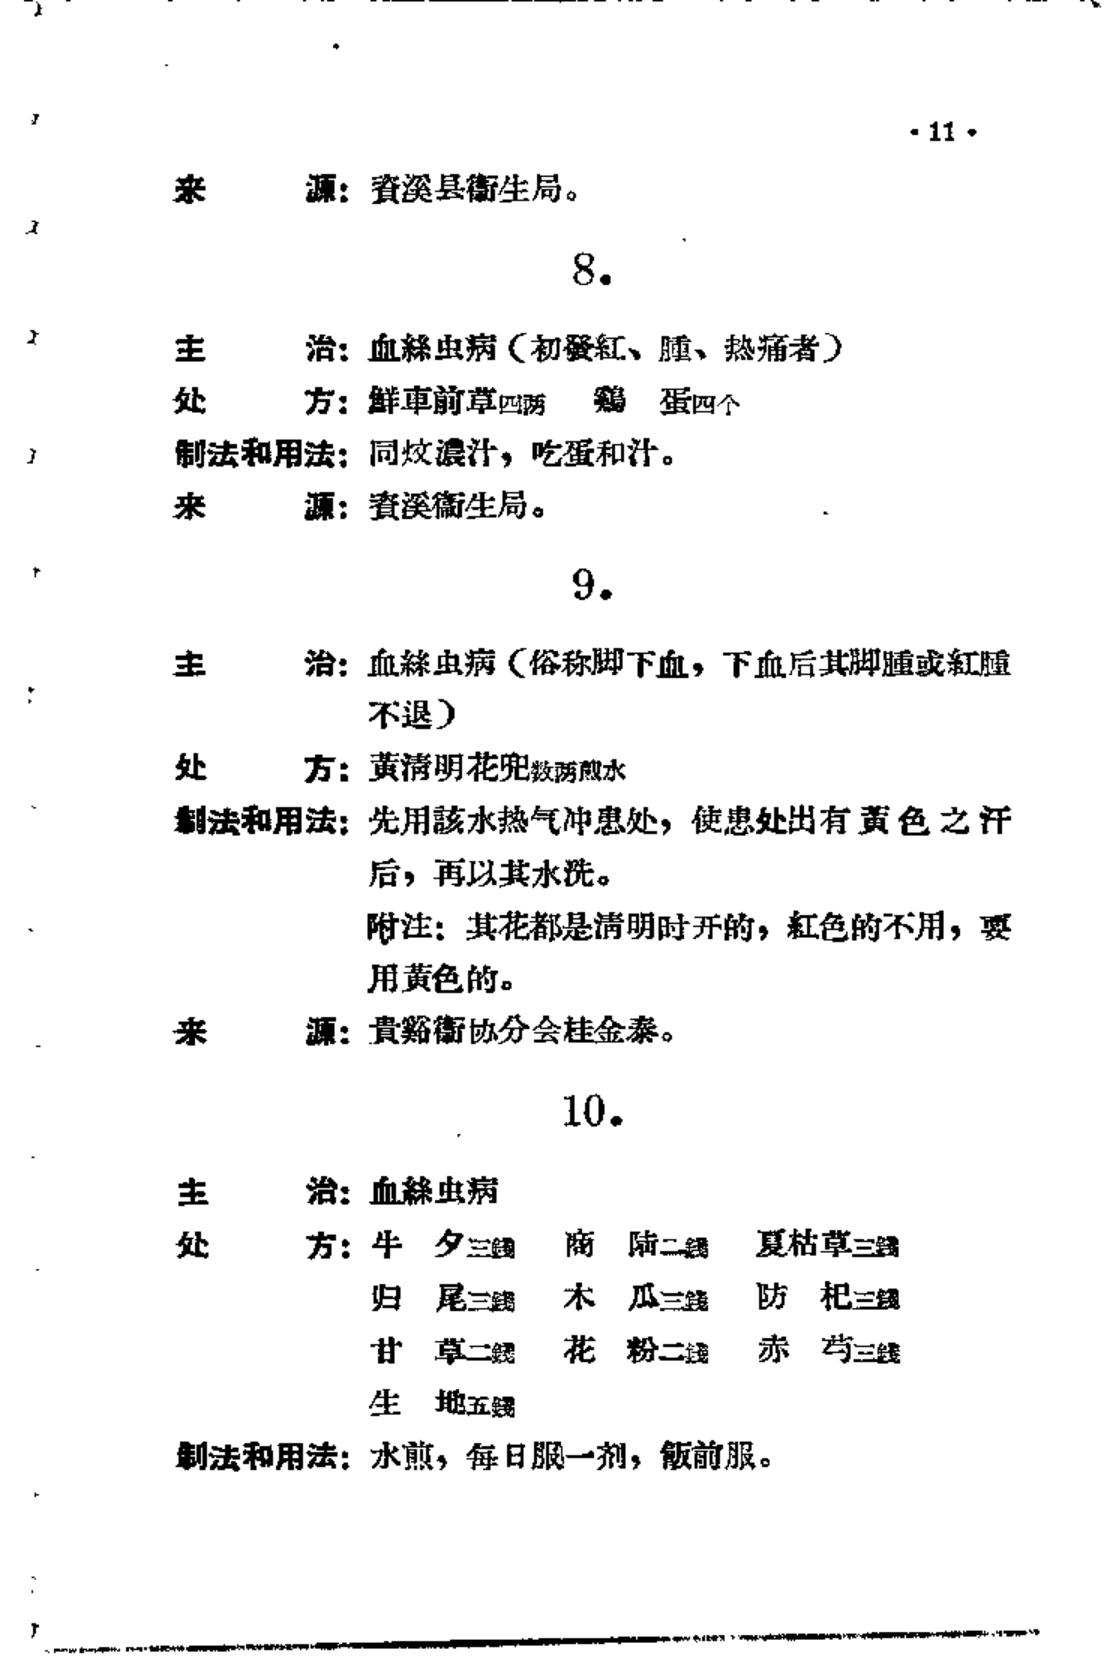 ·11·
来　　源：資溪县衞生局。
8.
主　　治：血絲虫病（初發紅、腫、热痛者）
处　　方：鮮車前草四两　鷄　蛋四个
制法和用法：同炆濃汁，吃蛋和汁。
来　　源：資溪衞生局。
9.
主　　治：血絲虫病（俗称脚下血，下血后其脚腫或紅腫
不退）
处　　方：黃淸明花兜数两煎水
制法和用法：先用該水热气冲患处，使患处出有黃色之汗
后，再以其水洗。
附注：其花都是淸明时开的，紅色的不用，要
用黃色的。
来　　源：貴谿衞协分会桂金泰。
10.
主　　治：血絲虫病
处　　方：牛　夕三錢　商　陆二錢　夏枯草三錢
归　尾三錢　木　瓜三錢　防　杞三錢
甘　草二錢　花　粉二錢　赤　芍三錢
生　地五錢
制法和用法：水煎，每日服一剂，飯前服。